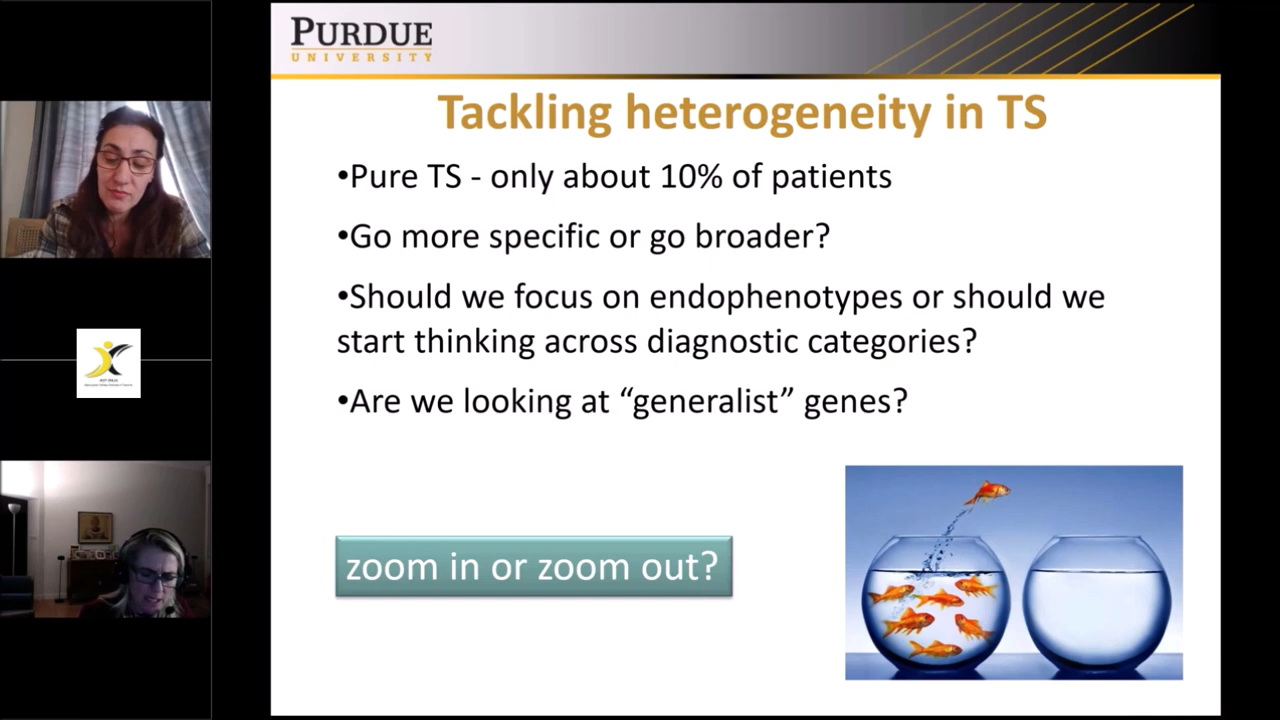 PURDUE
UNIVERSITY
Tackling heterogeneity in TS
•Pure TS - only about 10% of patients
•Go more specific or go broader?
•Should we focus on endophenotypes or should we
start thinking across diagnostic categories?
•Are we looking at “generalist” genes?
zoom in or zoom out?